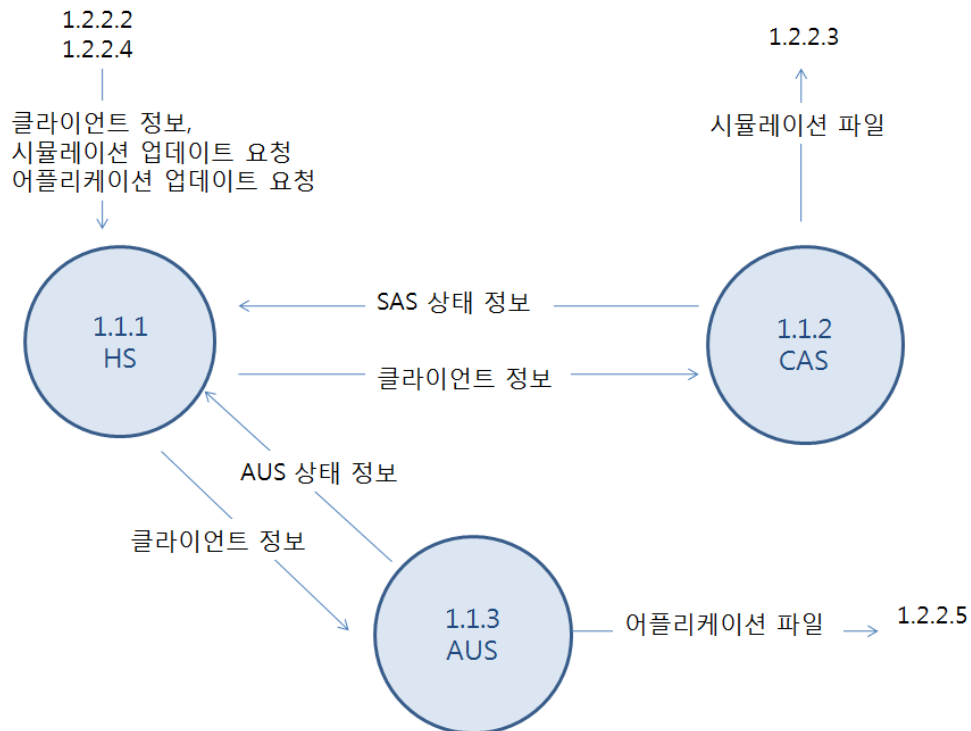 1.2.2.2
1.2.2.4
1.2.2.3
클라이언트 정보,
시뮬레이션 업데이트 요청
어플리케이션 업데이트 요청
시뮬레이션 파일
SAS 상태 정보
1.1.1
HS
1.1.2
CAS
클라이언트 정보
AUS 상태 정보
클라이언트 정보
1.1.3
AUS
어플리케이션 파일
1.2.2.5